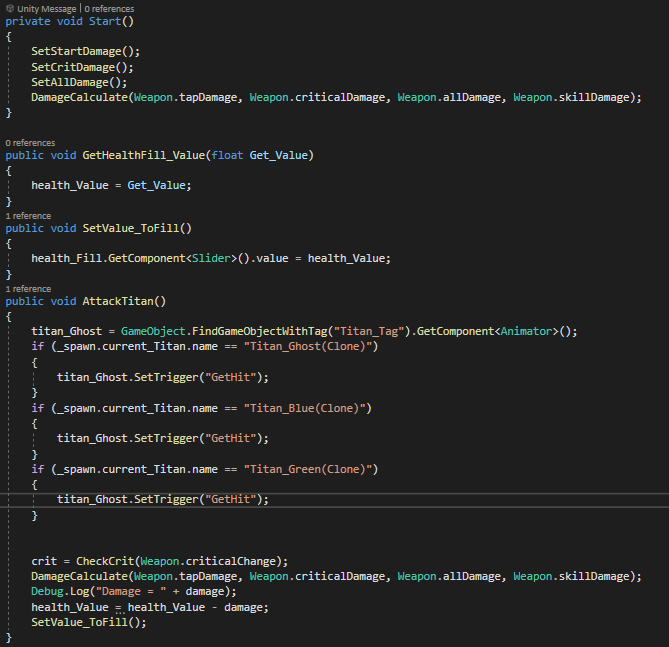 Unity Message | 0 references
private void Start()
{
SetStartDamage();
SetCritDamage();
SetAllDamage();
DamageCalculate(Weapon.tapDamage, Weapon.criticalDamage, Weapon.allDamage, Weapon.skillDamage);
}
0 references
public void GetHealthFill_Value(float Get_Value)
{
health_Value = Get_Value;
}
1 reference
public void SetValue_ToFill()
{
health_Fill.GetComponent<Slider>().value = health_Value;
}
1 reference
public void AttackTitan()
{
titan_Ghost = GameObject.FindGameObjectWithTag("Titan_Tag").GetComponent<Animator>();
if (_spawn.current_Titan.name == "Titan_Ghost(Clone)")
{
titan_Ghost.SetTrigger("GetHit");
}
if (_spawn.current_Titan.name == "Titan_Blue(Clone)")
{
titan_Ghost.SetTrigger("GetHit");
}
if (_spawn.current_Titan.name == "Titan_Green(Clone)")
{
titan_Ghost.SetTrigger("GetHit");
}
crit = CheckCrit(Weapon.criticalChange);
DamageCalculate(Weapon.tapDamage, Weapon.criticalDamage, Weapon.allDamage, Weapon.skillDamage);
Debug.Log("Damage = " + damage);
health_Value = health_Value - damage;
SetValue_ToFill();
}